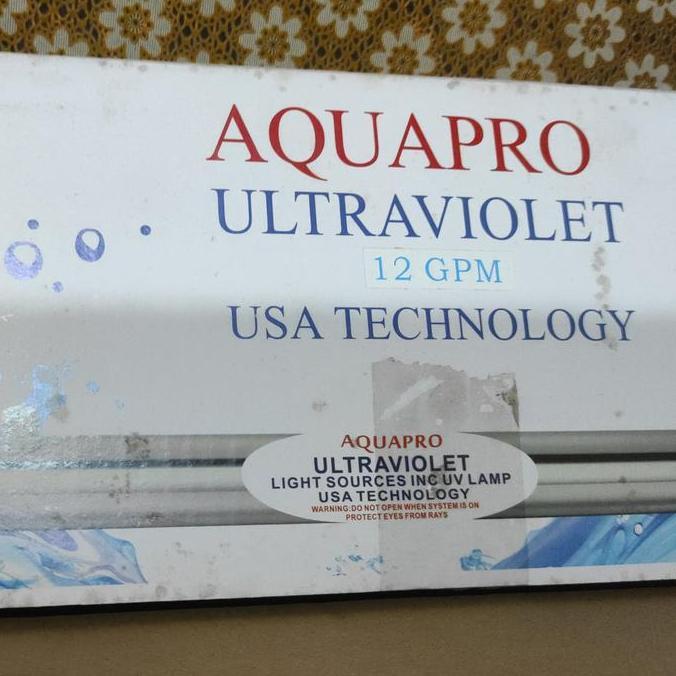 AQUAPRO
ULTRAVIOLET
12 GPM
USA TECHNOLOGY
AQUAPRO
ULTRAVIOLET
LIGHT SOURCES INC UV LAMP
USA TECHNOLOGY
WARNING:DO NOT OPEN WHEN SYSTEM IS ON
PROTECT EYES FROM RAYS